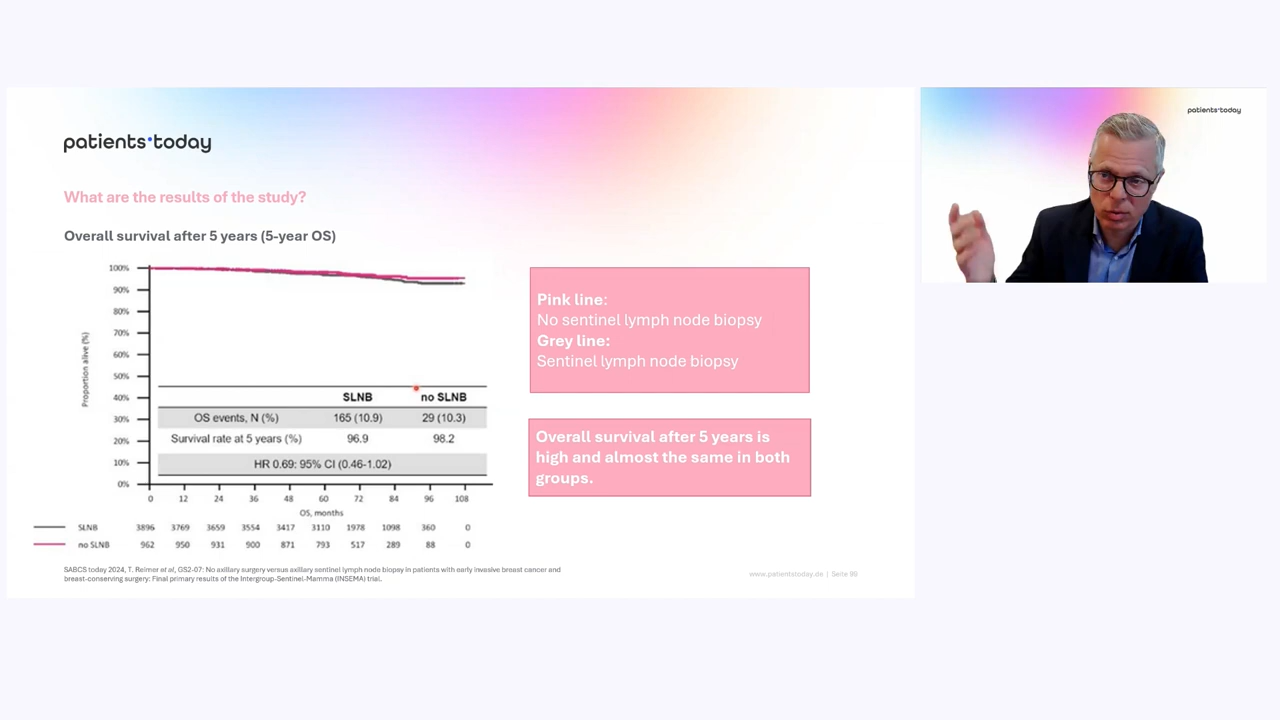 patients•today
What are the results of the study?
Overall survival after 5 years (5-year OS)
Proportion alive (%)
100%
90%
80%
70%
60%
50%
40%
30%
20%
10%
0%
SLNB no SLNB
OS events, N (%) 165 (10.9) 29 (10.3)
Survival rate at 5 years (%) 96.9 98.2
HR 0.69: 95% CI (0.46-1.02)
0 12 24 36 48 60 72 84 96 108
OS, months
SLNB 3896 3769 3659 3554 3417 3110 1978 1098 360 0
no SLNB 962 950 931 900 871 793 517 289 88 0
Pink line:
No sentinel lymph node biopsy
Grey line:
Sentinel lymph node biopsy
Overall survival after 5 years is
high and almost the same in both
groups.
SABCS today 2024, T. Reimer et al, GS2-07: No axillary surgery versus axillary sentinel lymph node biopsy in patients with early invasive breast cancer and
breast-conserving surgery: Final primary results of the Intergroup-Sentinel-Mamma (INSEMA) trial.
www.patientstoday.de | Seite 99
patients•today